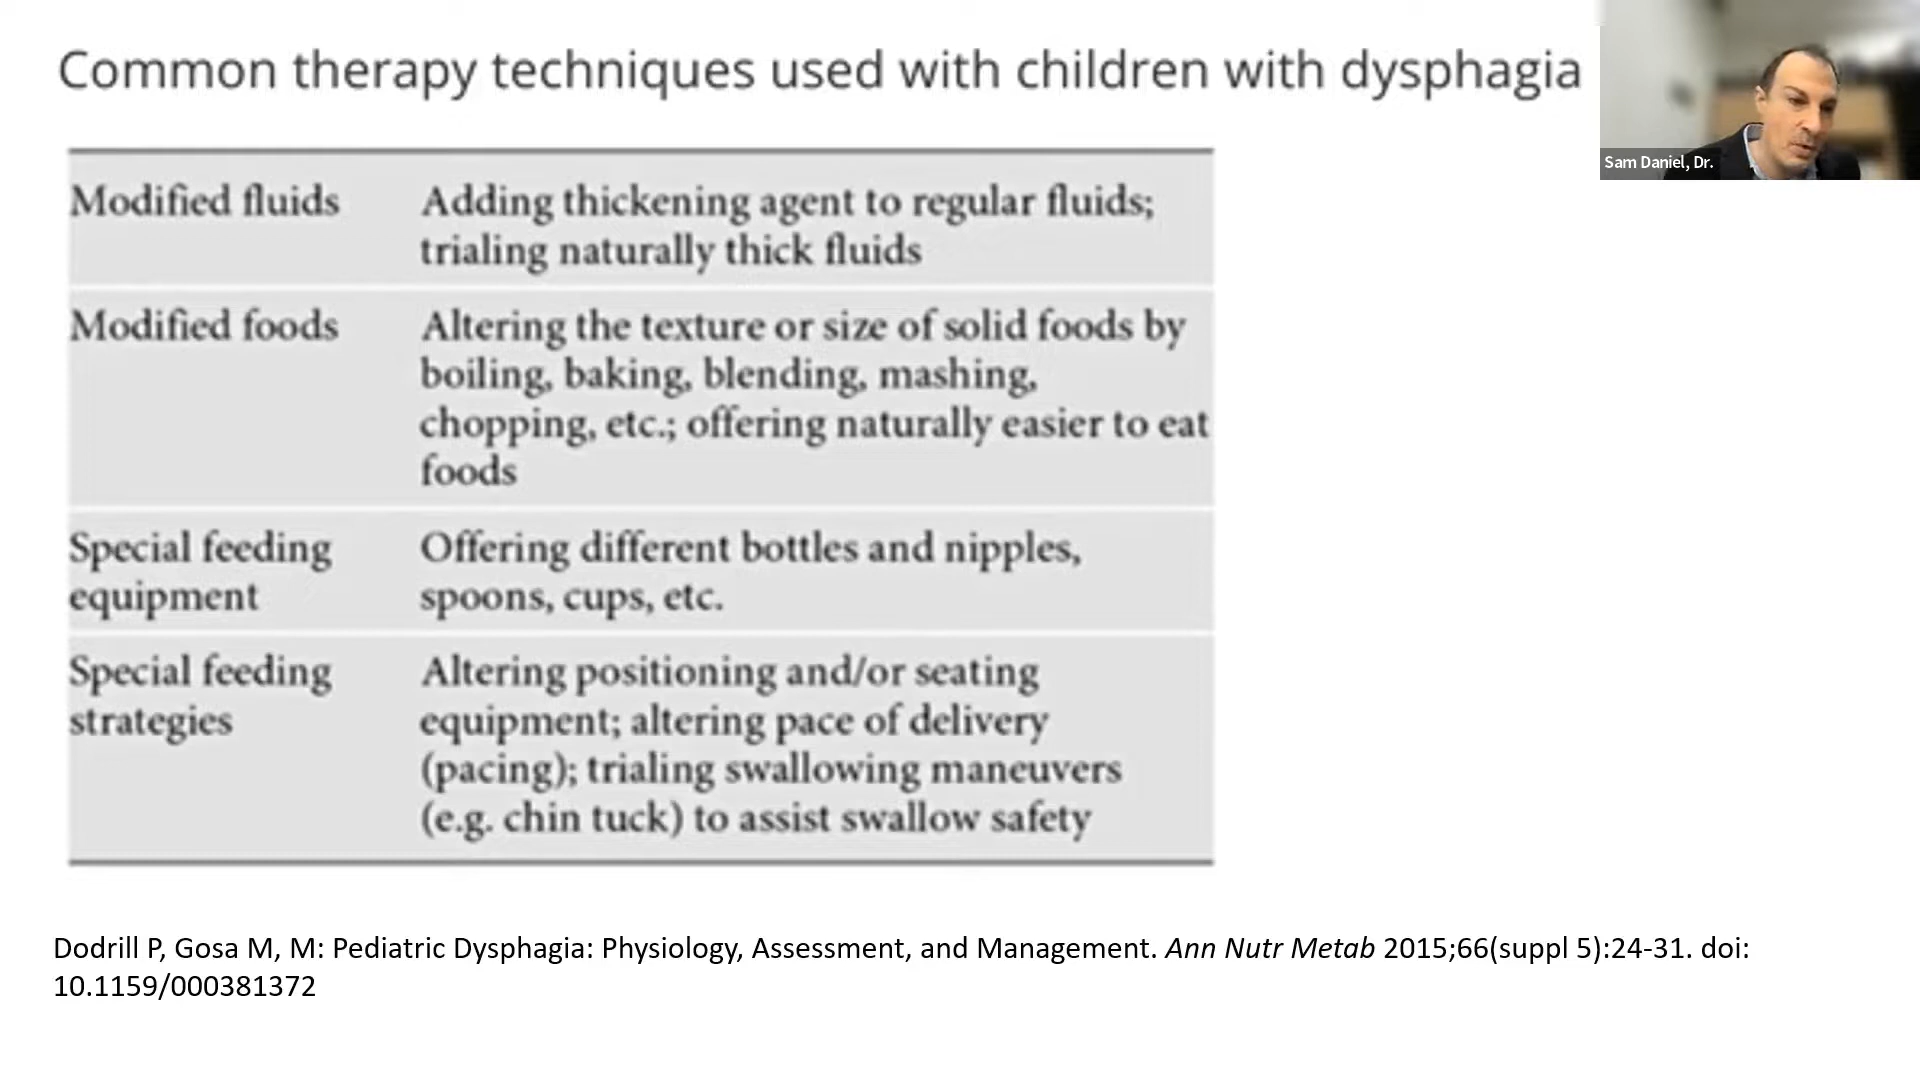 Common therapy techniques used with children with dysphagia
Sam Daniel, Dr.
Modified fluids
Adding thickening agent to regular fluids;
trialing naturally thick fluids
Modified foods
Altering the texture or size of solid foods by
boiling, baking, blending, mashing,
chopping, etc.; offering naturally easier to eat
foods
Special feeding
equipment
Offering different bottles and nipples,
spoons, cups, etc.
Special feeding
strategies
Altering positioning and/or seating
equipment; altering pace of delivery
(pacing); trialing swallowing maneuvers
(e.g. chin tuck) to assist swallow safety
Dodrill P, Gosa M, M: Pediatric Dysphagia: Physiology, Assessment, and Management. Ann Nutr Metab 2015;66(suppl 5):24-31. doi:
10.1159/000381372